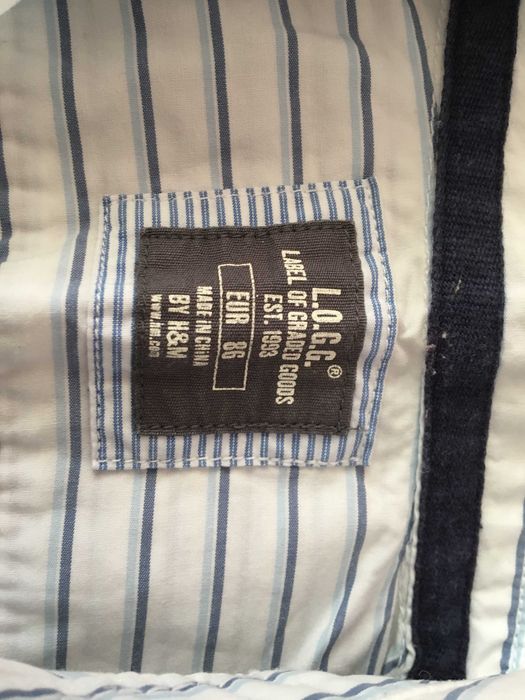 L.O.G.G.®
LABEL OF GRADED GOODS
EST. 1993
EUR 86
MADE IN CHINA
BY H&M